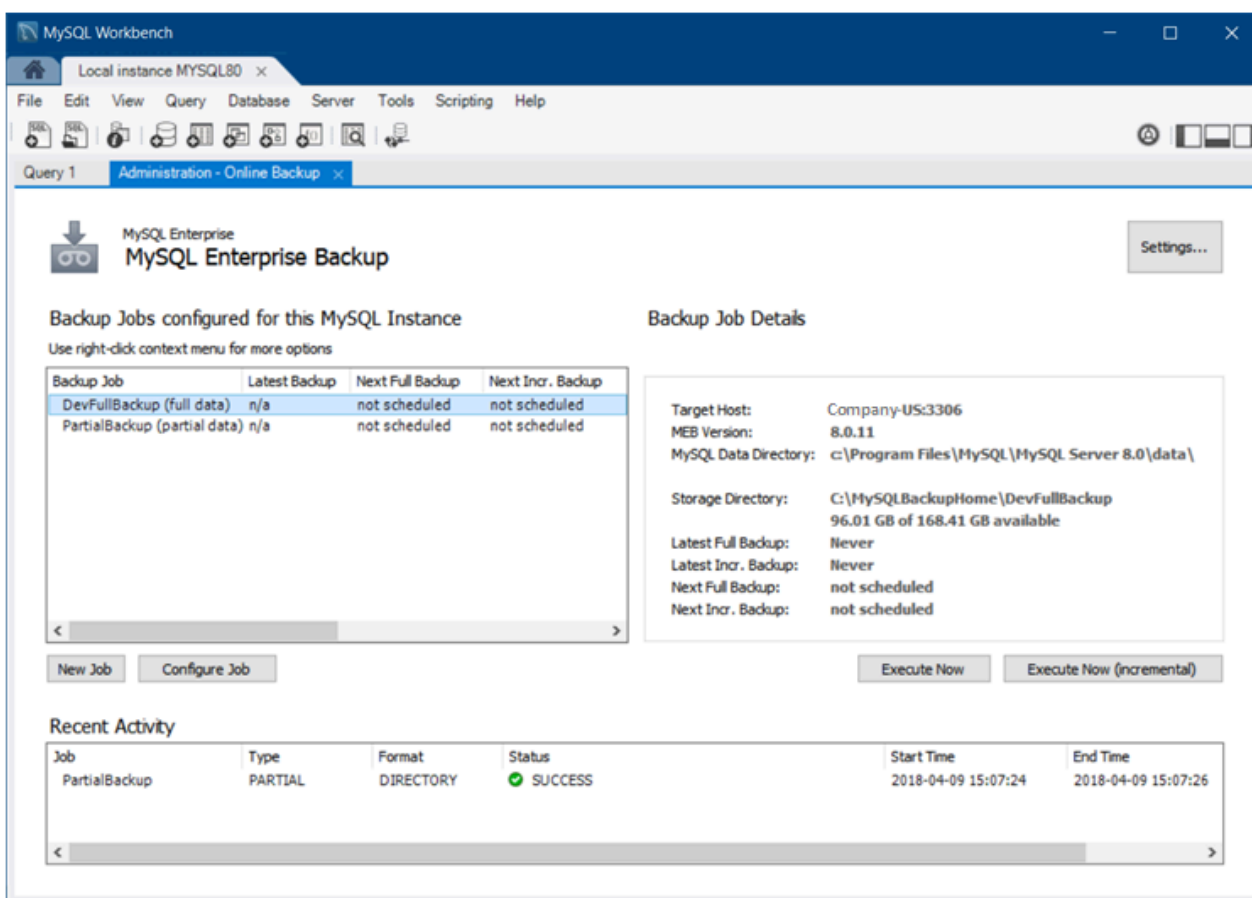 MySQL Workbench
Local instance MYSQL80
File Edit View Query Database Server Tools Scripting Help
Query 1 Administration - Online Backup
MySQL Enterprise
MySQL Enterprise Backup
Settings...
Backup Jobs configured for this MySQL Instance
Use right-click context menu for more options
Backup Job Latest Backup Next Full Backup Next Incr. Backup
DevFullBackup (full data) n/a not scheduled not scheduled
PartialBackup (partial data) n/a not scheduled not scheduled
New Job Configure Job
Backup Job Details
Target Host: Company-US:3306
MEB Version: 8.0.11
MySQL Data Directory: c:\Program Files\MySQL\MySQL Server 8.0\data\
Storage Directory: C:\MySQLBackupHome\DevFullBackup
96.01 GB of 168.41 GB available
Latest Full Backup: Never
Latest Incr. Backup: Never
Next Full Backup: not scheduled
Next Incr. Backup: not scheduled
Execute Now Execute Now (incremental)
Recent Activity
Job Type Format Status Start Time End Time
PartialBackup PARTIAL DIRECTORY SUCCESS 2018-04-09 15:07:24 2018-04-09 15:07:26